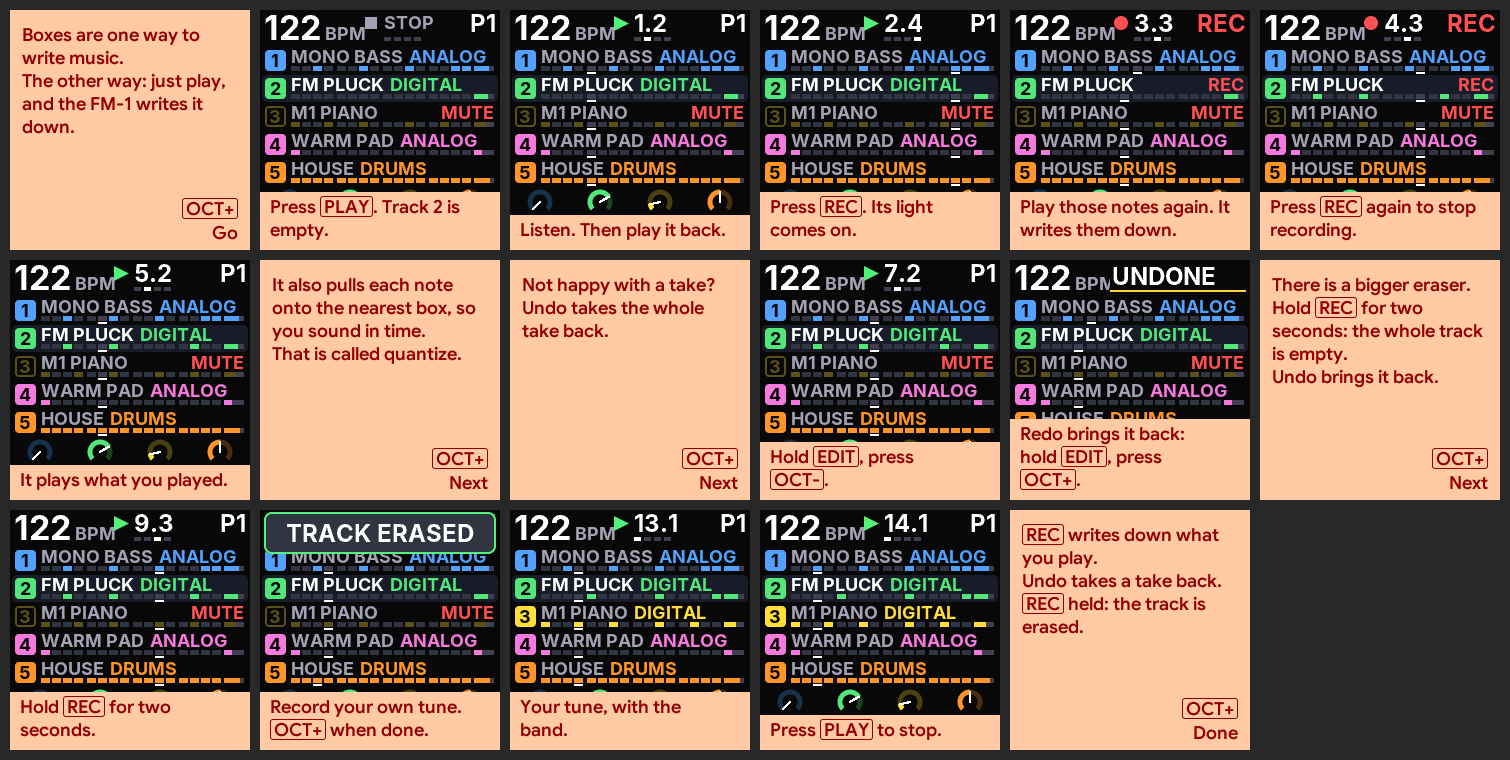 Boxes are one way to
write music.
The other way: just play,
and the FM-1 writes it
down.
OCT+
Go
122 BPM STOP P1
1 MONO BASS ANALOG
2 FM PLUCK DIGITAL
3 M1 PIANO MUTE
4 WARM PAD ANALOG
5 HOUSE DRUMS
Press PLAY. Track 2 is
empty.
122 BPM 1.2 P1
1 MONO BASS ANALOG
2 FM PLUCK DIGITAL
3 M1 PIANO MUTE
4 WARM PAD ANALOG
5 HOUSE DRUMS
Listen. Then play it back.
122 BPM 2.4 P1
1 MONO BASS ANALOG
2 FM PLUCK DIGITAL
3 M1 PIANO MUTE
4 WARM PAD ANALOG
5 HOUSE DRUMS
Press REC. Its light
comes on.
122 BPM 3.3 REC
1 MONO BASS ANALOG
2 FM PLUCK REC
3 M1 PIANO MUTE
4 WARM PAD ANALOG
5 HOUSE DRUMS
Play those notes again. It
writes them down.
122 BPM 4.3 REC
1 MONO BASS ANALOG
2 FM PLUCK REC
3 M1 PIANO MUTE
4 WARM PAD ANALOG
5 HOUSE DRUMS
Press REC again to stop
recording.
122 BPM 5.2 P1
1 MONO BASS ANALOG
2 FM PLUCK DIGITAL
3 M1 PIANO MUTE
4 WARM PAD ANALOG
5 HOUSE DRUMS
It plays what you played.
It also pulls each note
onto the nearest box, so
you sound in time.
That is called quantize.
OCT+
Next
Not happy with a take?
Undo takes the whole
take back.
OCT+
Next
122 BPM 7.2 P1
1 MONO BASS ANALOG
2 FM PLUCK DIGITAL
3 M1 PIANO MUTE
4 WARM PAD ANALOG
5 HOUSE DRUMS
Hold EDIT, press
OCT-.
122 BPM UNDONE
1 MONO BASS ANALOG
2 FM PLUCK DIGITAL
3 M1 PIANO MUTE
4 WARM PAD ANALOG
5 HOUSE DRUMS
Redo brings it back:
hold EDIT, press
OCT+.
There is a bigger eraser.
Hold REC for two
seconds: the whole track
is empty.
Undo brings it back.
OCT+
Next
122 BPM 9.3 P1
1 MONO BASS ANALOG
2 FM PLUCK DIGITAL
3 M1 PIANO MUTE
4 WARM PAD ANALOG
5 HOUSE DRUMS
Hold REC for two
seconds.
TRACK ERASED
1 MONO BASS ANALOG
2 FM PLUCK DIGITAL
3 M1 PIANO MUTE
4 WARM PAD ANALOG
5 HOUSE DRUMS
Record your own tune.
OCT+ when done.
122 BPM 13.1 P1
1 MONO BASS ANALOG
2 FM PLUCK DIGITAL
3 M1 PIANO DIGITAL
4 WARM PAD ANALOG
5 HOUSE DRUMS
Your tune, with the
band.
122 BPM 14.1 P1
1 MONO BASS ANALOG
2 FM PLUCK DIGITAL
3 M1 PIANO DIGITAL
4 WARM PAD ANALOG
5 HOUSE DRUMS
Press PLAY to stop.
REC writes down what
you play.
Undo takes a take back.
REC held: the track is
erased.
OCT+
Done